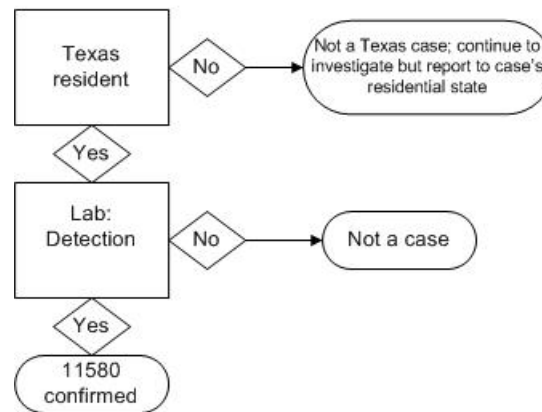 Texas
resident
No
Not a Texas case; continue to
investigate but report to case's
residential state
Yes
Lab:
Detection
No
Not a case
Yes
11580
confirmed